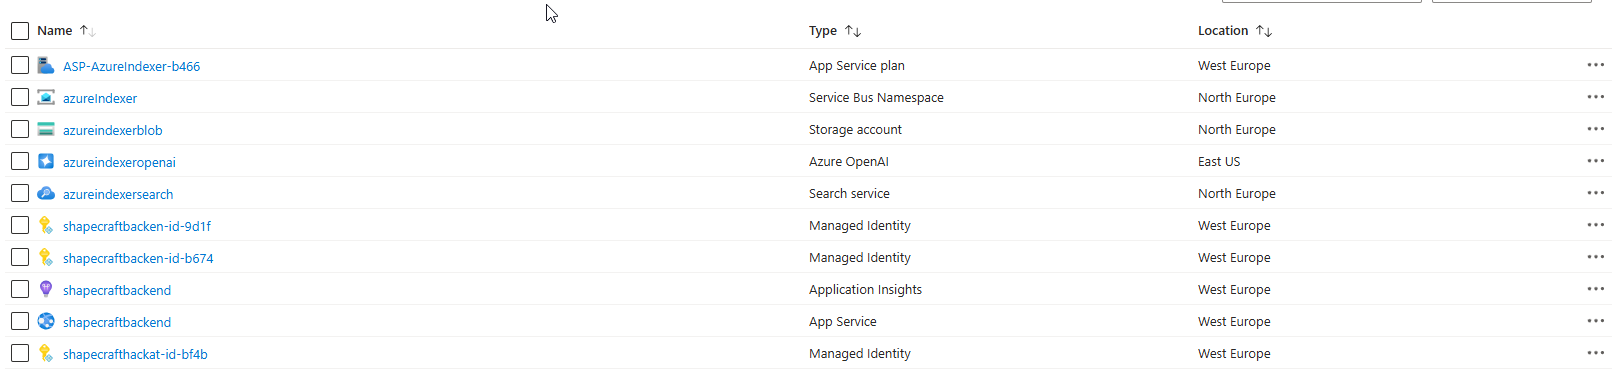 Name Type Location
ASP-AzureIndexer-b466 App Service plan West Europe
azureIndexer Service Bus Namespace North Europe
azureindexerblob Storage account North Europe
azureindexeropenai Azure OpenAI East US
azureindexersearch Search service North Europe
shapecraftbacken-id-9d1f Managed Identity West Europe
shapecraftbacken-id-b674 Managed Identity West Europe
shapecraftbackend Application Insights West Europe
shapecraftbackend App Service West Europe
shapecrafthackat-id-bf4b Managed Identity West Europe